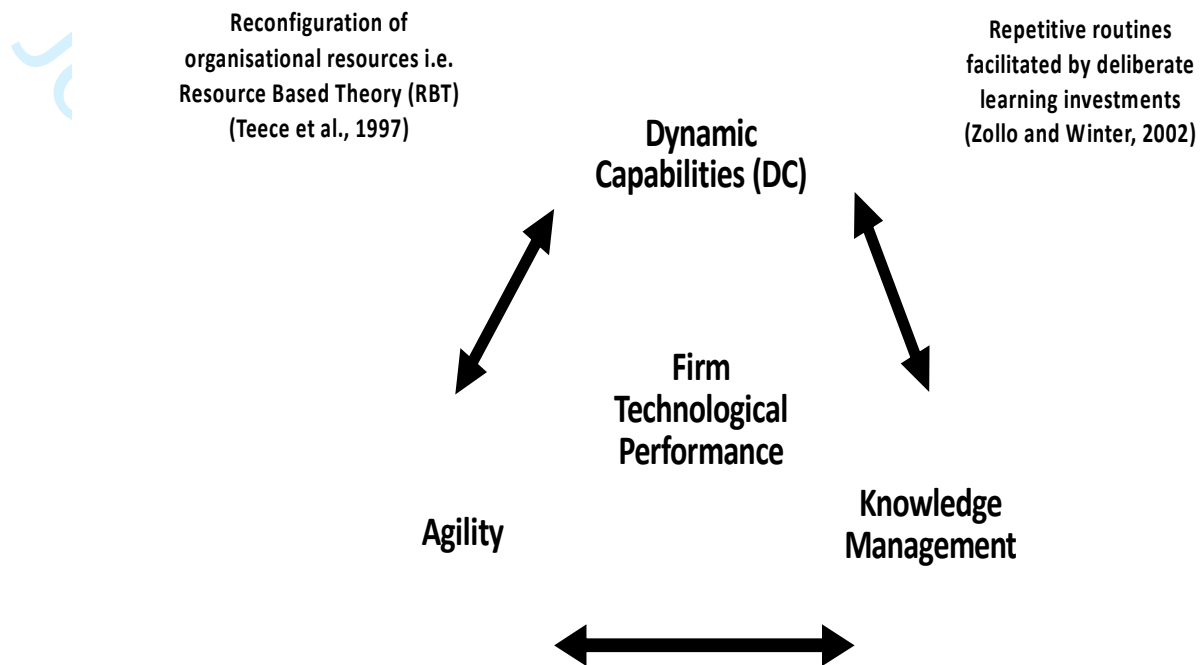 Reconfiguration of
organisational resources i.e.
Resource Based Theory (RBT)
(Teece et al., 1997)
Repetitive routines
facilitated by deliberate
learning investments
(Zollo and Winter, 2002)
Dynamic
Capabilities (DC)
Firm
Technological
Performance
Agility
Knowledge
Management